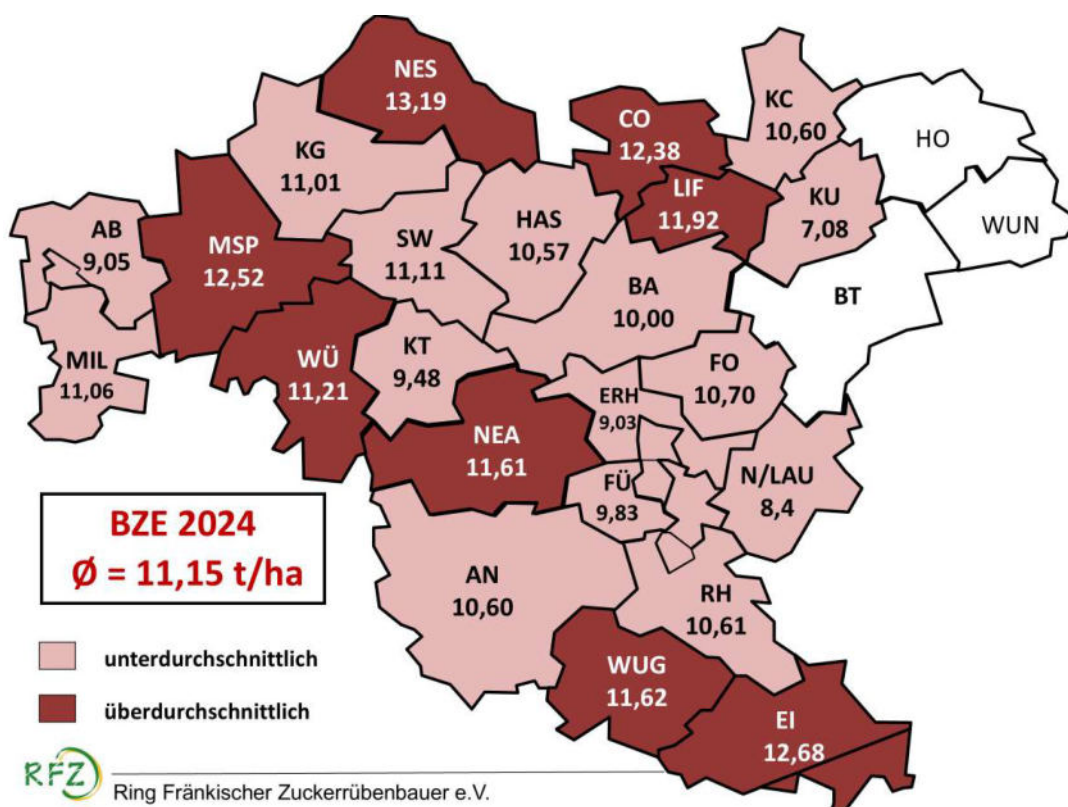 NES
13,19
CO
12,38
KC
10,60
HO
KG
11,01
LIF
11,92
KU
7,08
WUN
AB
9,05
MSP
12,52
SW
11,11
HAS
10,57
BA
10,00
BT
MIL
11,06
WÜ
11,21
KT
9,48
FO
10,70
ERH
9,03
NEA
11,61
FÜ
9,83
N/LAU
8,4
BZE 2024
Ø = 11,15 t/ha
AN
10,60
RH
10,61
unterdurchschnittlich
überdurchschnittlich
WUG
11,62
EI
12,68
RFZ
Ring Fränkischer Zuckerrübenbauer e.V.